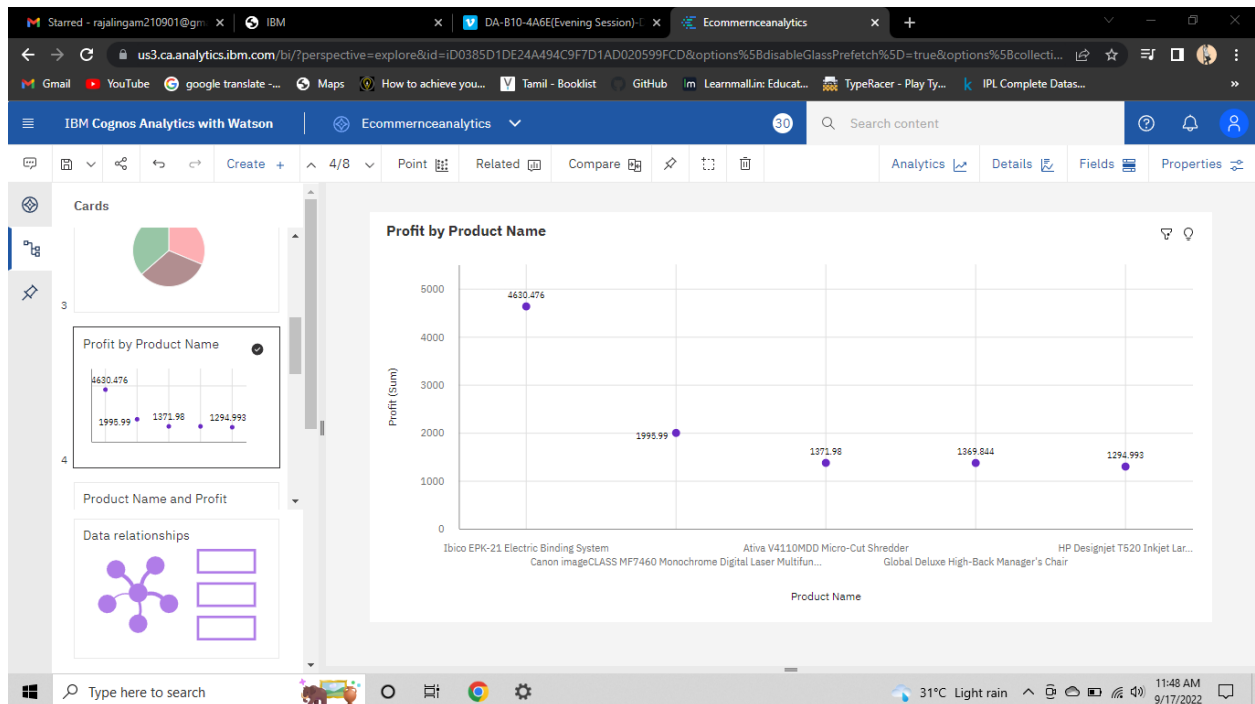 Starred - rajalingam210901@gm
IBM
DA-B10-4A6E(Evening Session)-D
Ecommernceanalytics
us3.ca.analytics.ibm.com/bi/?perspective=explore&id=iD0385D1DE24A494C9F7D1AD020599FCD&options%5BdisableGlassPrefetch%5D=true&options%5Bcollecti...
Gmail YouTube google translate -... Maps How to achieve you... Tamil - Booklist GitHub Learnmall.in: Educat... TypeRacer - Play Ty... IPL Complete Datas... »
IBM Cognos Analytics with Watson
Ecommernceanalytics
30
Search content
Create + 4/8 Point Related Compare Analytics Details Fields Properties
Cards
3
Profit by Product Name
4630.476
1995.99 1371.98 1294.993
4
Product Name and Profit
Data relationships
Profit by Product Name
Profit (Sum)
5000
4000
3000
2000
1000
0
4630.476
1995.99
1371.98
1369.844
1294.993
Ibico EPK-21 Electric Binding System
Canon imageCLASS MF7460 Monochrome Digital Laser Multifun...
Ativa V4110MDD Micro-Cut Shredder
Global Deluxe High-Back Manager's Chair
HP Designjet T520 Inkjet Lar...
Product Name
Type here to search
31°C Light rain
11:48 AM
9/17/2022